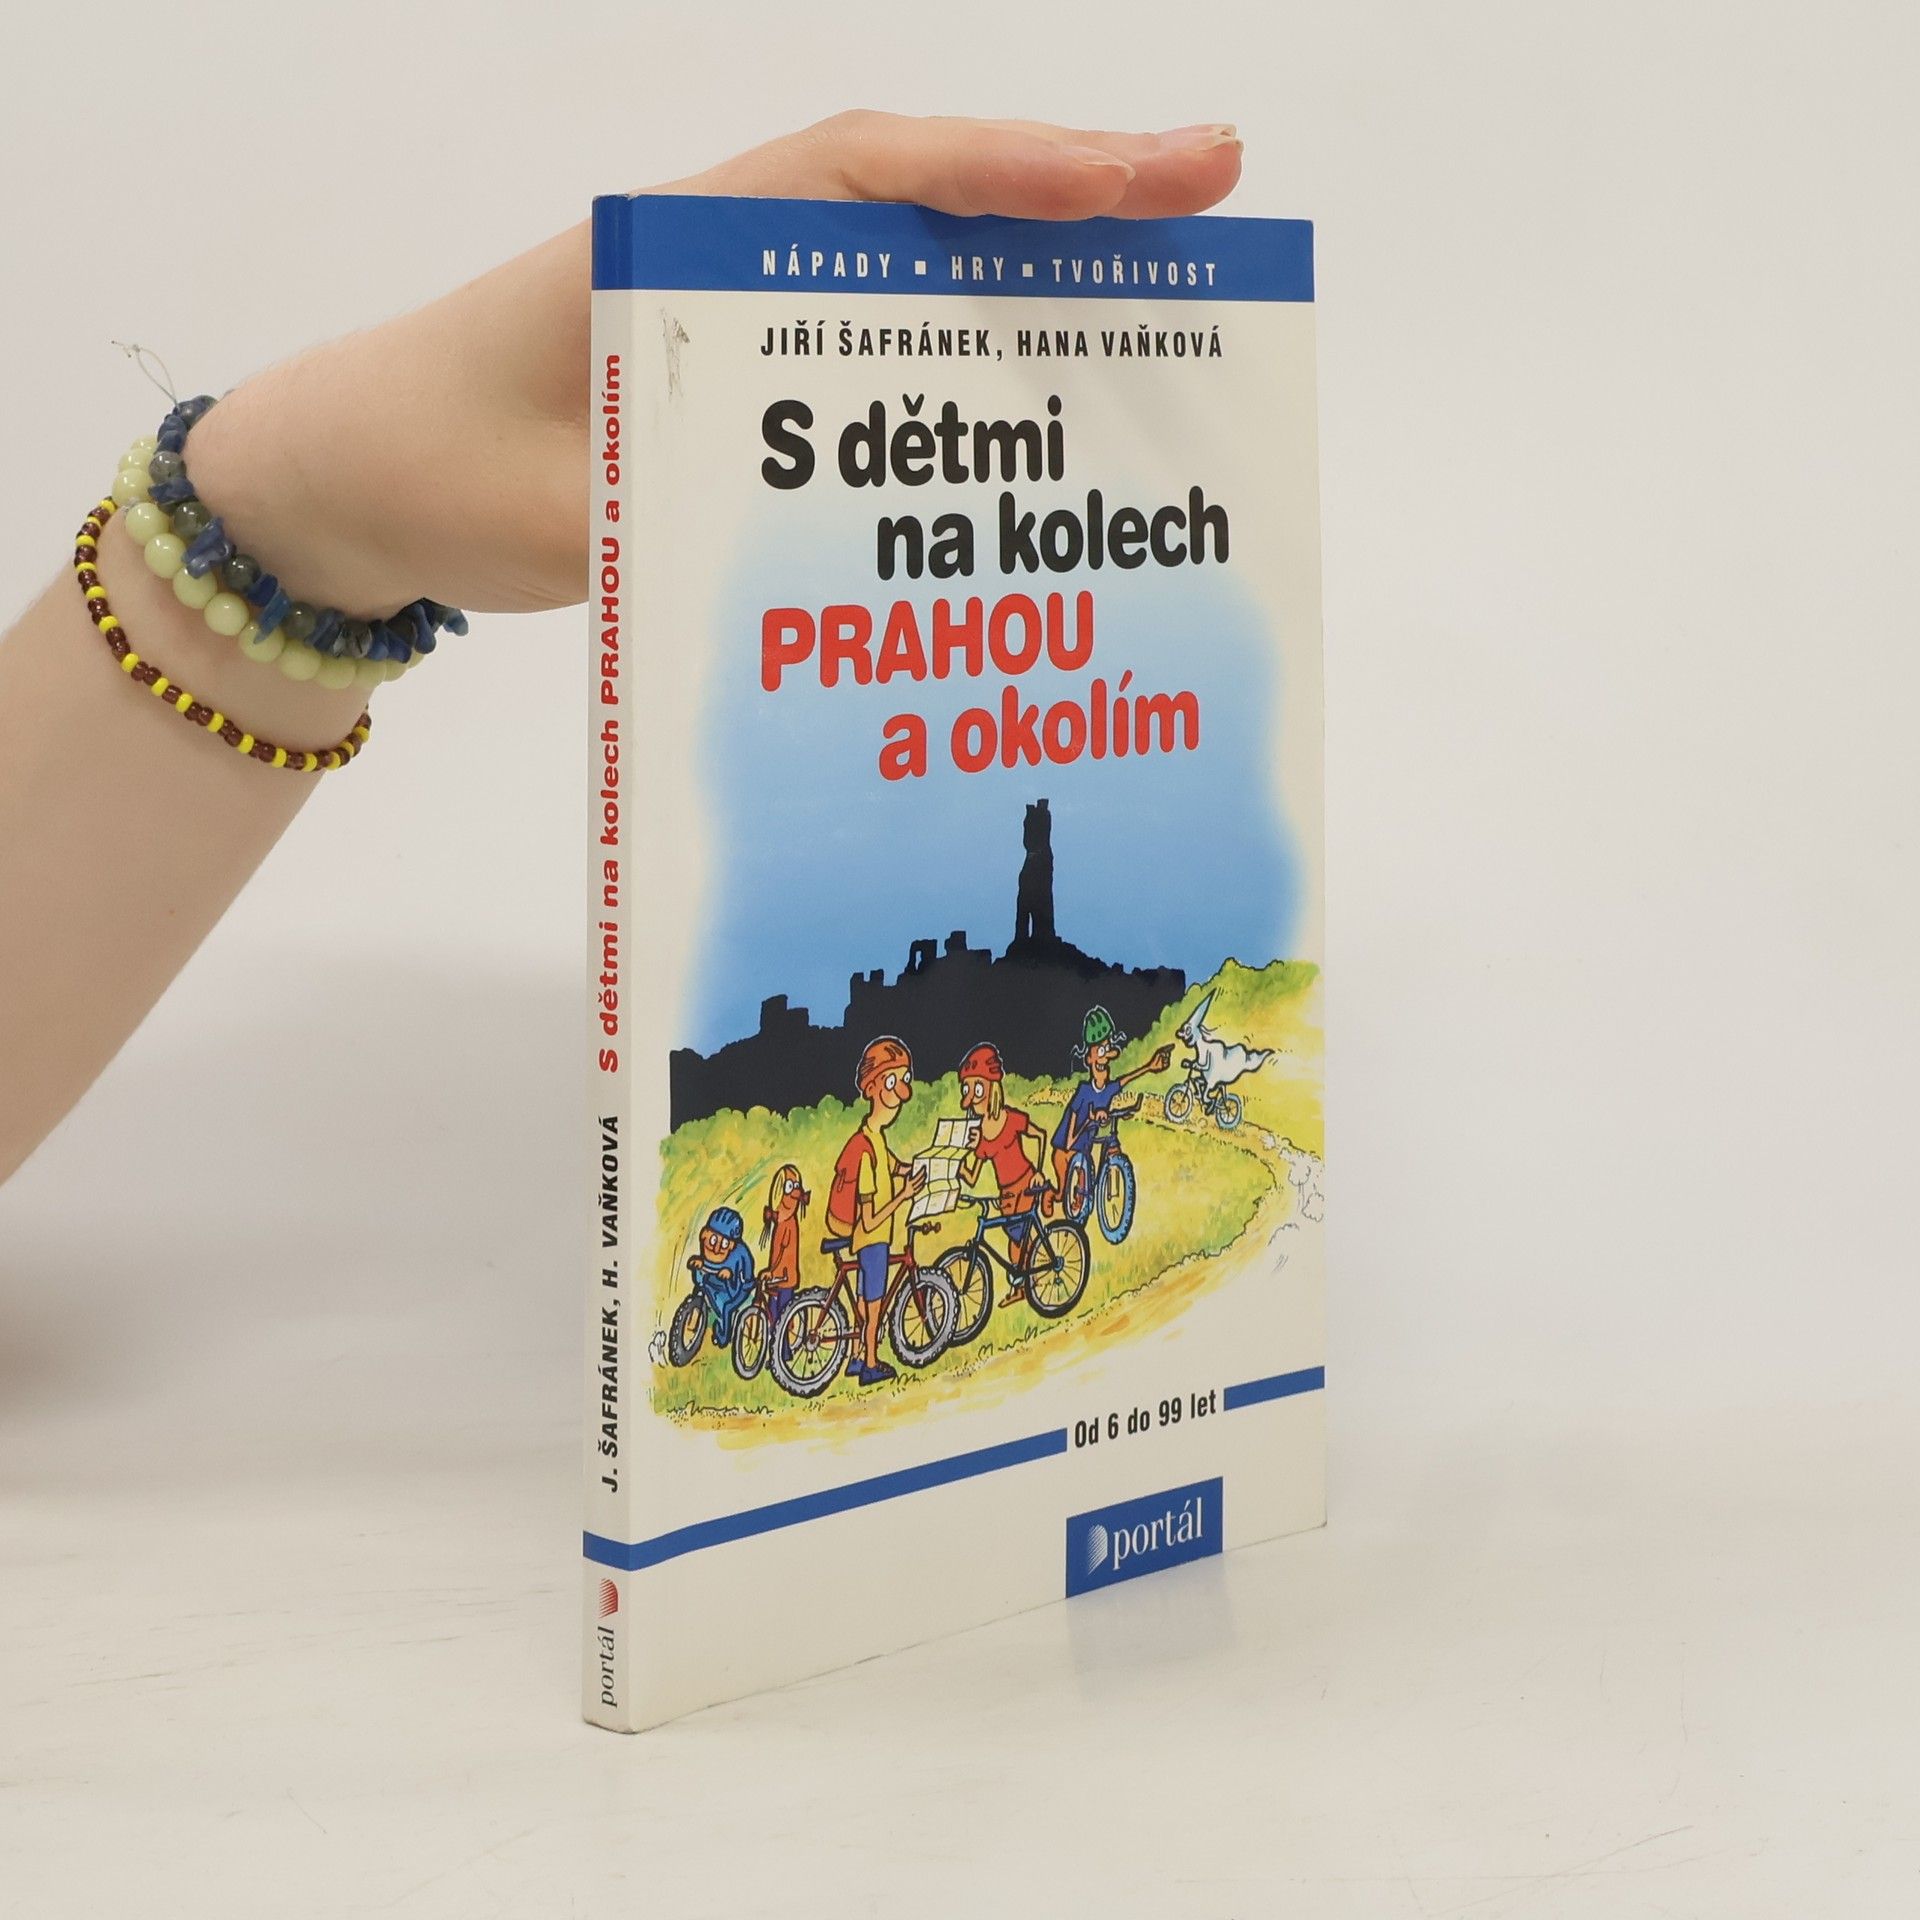 NÁPADY ▪ HRY ▪ TVOŘIVOST
JIŘÍ ŠAFRÁNEK, HANA VAŇKOVÁ
S dětmi
na kolech
PRAHOU
a okolím
Od 6 do 99 let
portál
J. ŠAFRÁNEK, H. VAŇKOVÁ S dětmi na kolech PRAHOU a okolím
portál